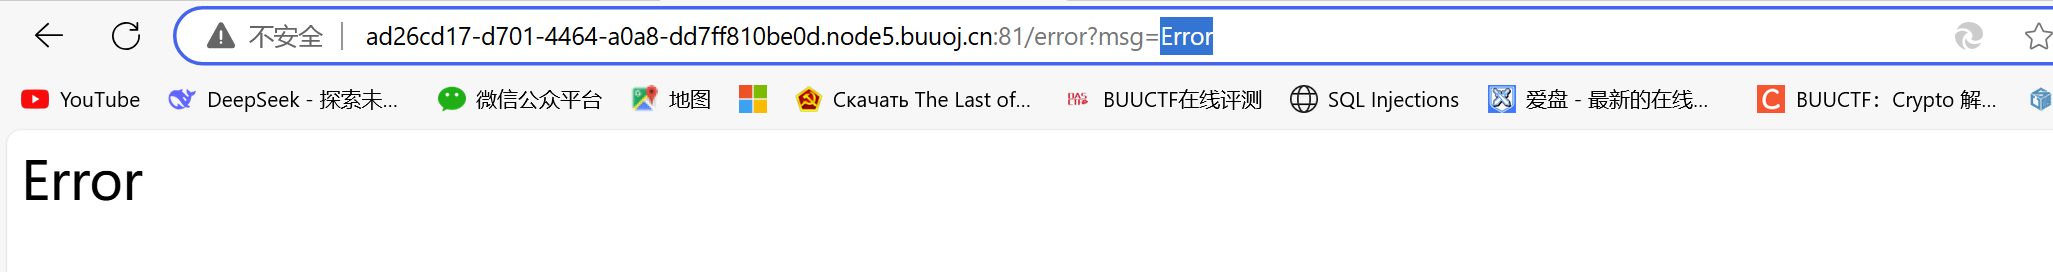 不安全 ad26cd17-d701-4464-a0a8-dd7ff810be0d.node5.buuoj.cn:81/error?msg=Error
YouTube DeepSeek - 探索未... 微信公众平台 地图 Скачать The Last of... BUUCTF在线评测 SQL Injections 爱盘 - 最新的在线... BUUCTF：Crypto 解...
Error